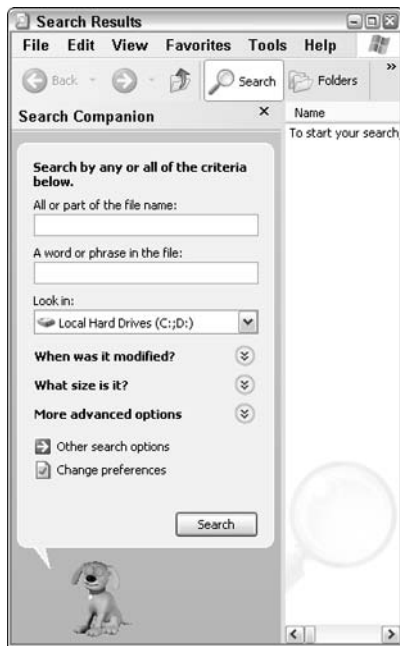 Search Results
File Edit View Favorites Tools Help
Back Search Folders »
Search Companion × Name
To start your search,
Search by any or all of the criteria
below.
All or part of the file name:
A word or phrase in the file:
Look in:
Local Hard Drives (C:;D:)
When was it modified?
What size is it?
More advanced options
Other search options
Change preferences
Search